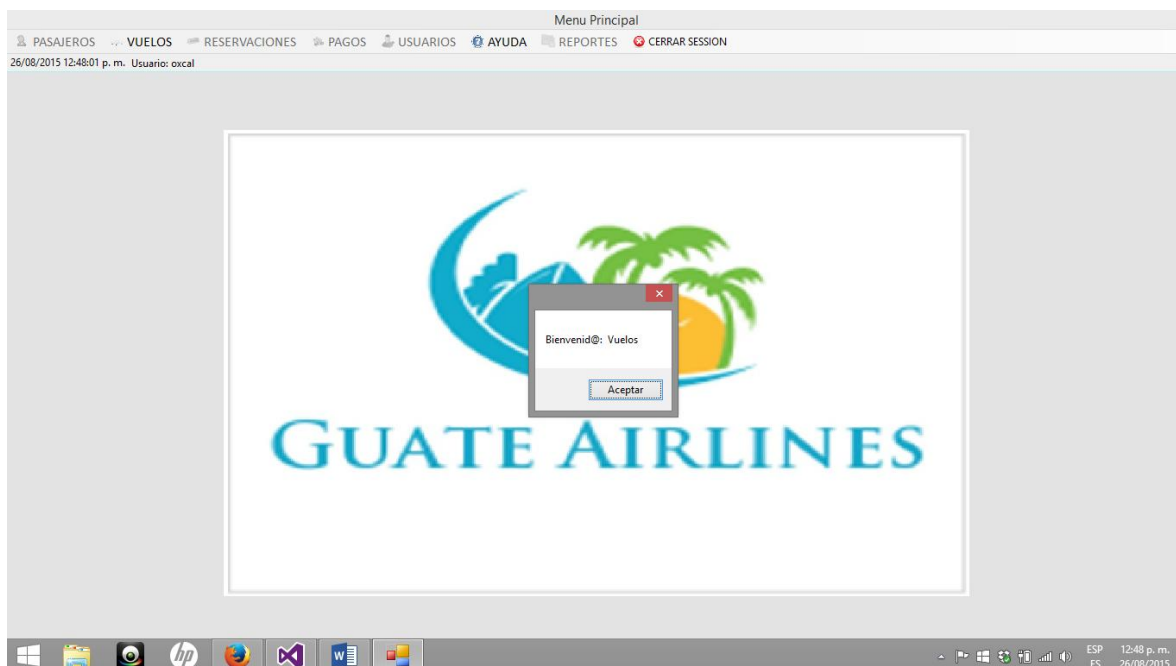 Menu Principal
PASAJEROS VUELOS RESERVACIONES PAGOS USUARIOS AYUDA REPORTES CERRAR SESSION
26/08/2015 12:48:01 p. m. Usuario: oxcal
Bienvenid@: Vuelos
Aceptar
GUATE AIRLINES
hp
ESP 12:48 p. m.
ES 26/08/2015